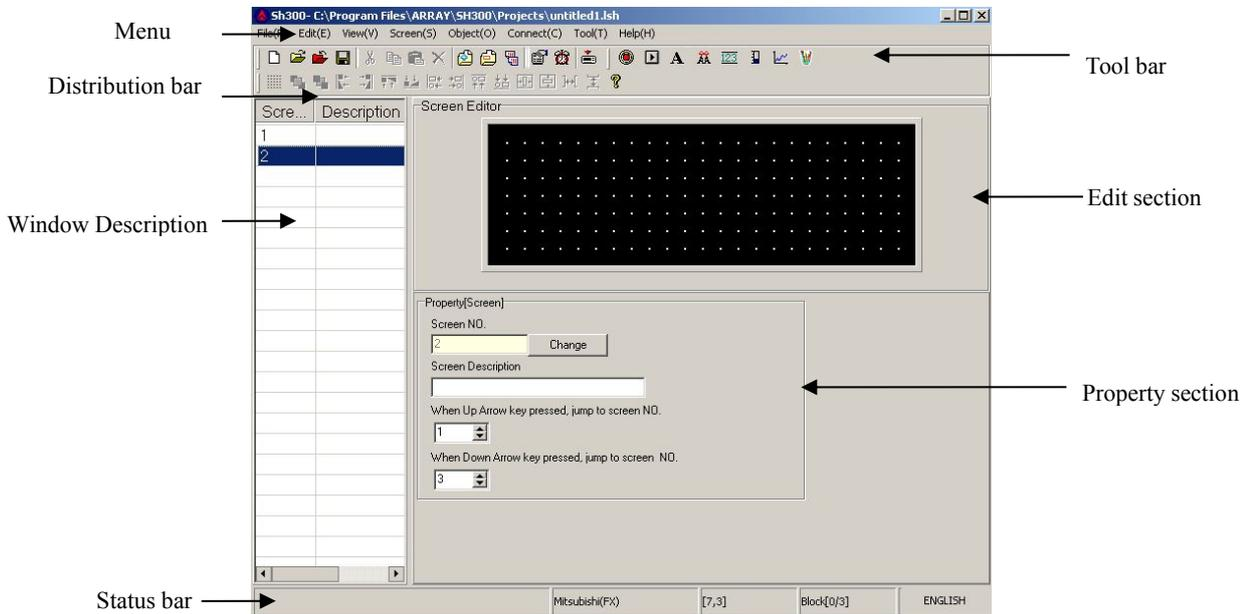 Sh300- C:\Program Files\ARRAY\SH300\Projects\untitled1.lsh
Menu
Edit(E) View(V) Screen(S) Object(O) Connect(C) Tool(T) Help(H)
A AA 123
Tool bar
Distribution bar
?
Scre... Description
1
2
Screen Editor
Edit section
Window Description
Property[Screen]
Screen NO.
2 Change
Screen Description
Property section
When Up Arrow key pressed, jump to screen NO.
1
When Down Arrow key pressed, jump to screen NO.
3
Status bar
Mitsubishi(FX) [7,3] Block[0/3] ENGLISH